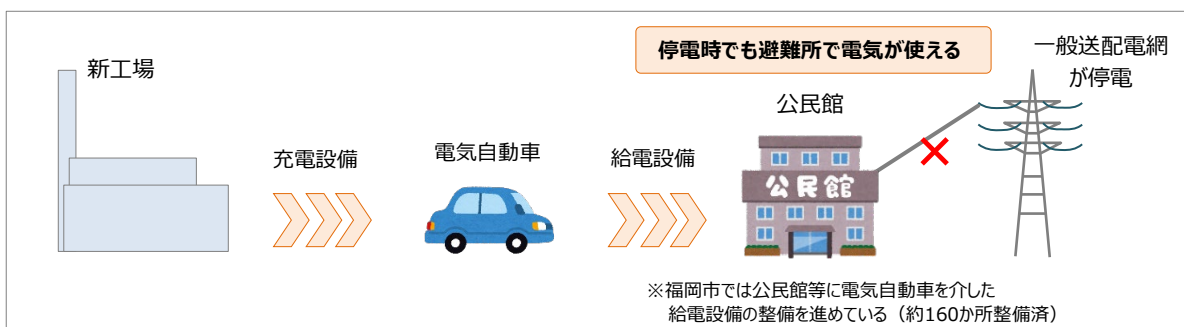 停電時でも避難所で電気が使える
一般送配電網
が停電
新工場
公民館
充電設備
電気自動車
給電設備
公民館
※福岡市では公民館等に電気自動車を介した
給電設備の整備を進めている（約160か所整備済）